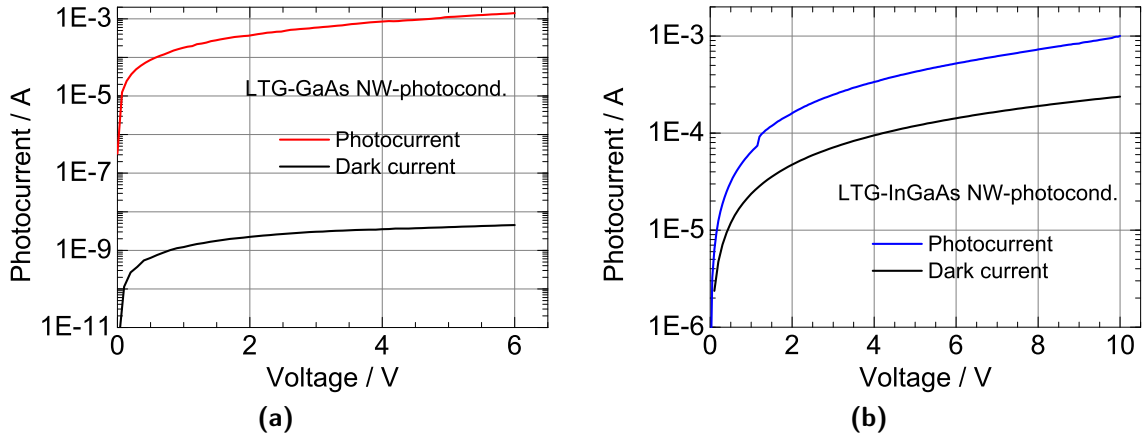 Photocurrent / A
1E-3
1E-5
1E-7
1E-9
1E-11
LTG-GaAs NW-photocond.
Photocurrent
Dark current
0 2 4 6
Voltage / V
(a)
Photocurrent / A
1E-3
1E-4
1E-5
1E-6
LTG-InGaAs NW-photocond.
Photocurrent
Dark current
0 2 4 6 8 10
Voltage / V
(b)